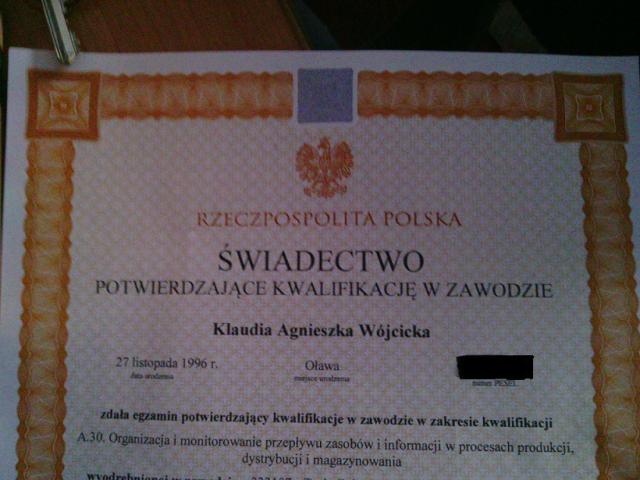 RZECZPOSPOLITA POLSKA
ŚWIADECTWO
POTWIERDZAJĄCE KWALIFIKACJĘ W ZAWODZIE
Klaudia Agnieszka Wójcicka
27 listopada 1996 r. Oława
data urodzenia miejsce urodzenia numer PESEL
zdała egzamin potwierdzający kwalifikacje w zawodzie w zakresie kwalifikacji
A.30. Organizacja i monitorowanie przepływu zasobów i informacji w procesach produkcji,
dystrybucji i magazynowania